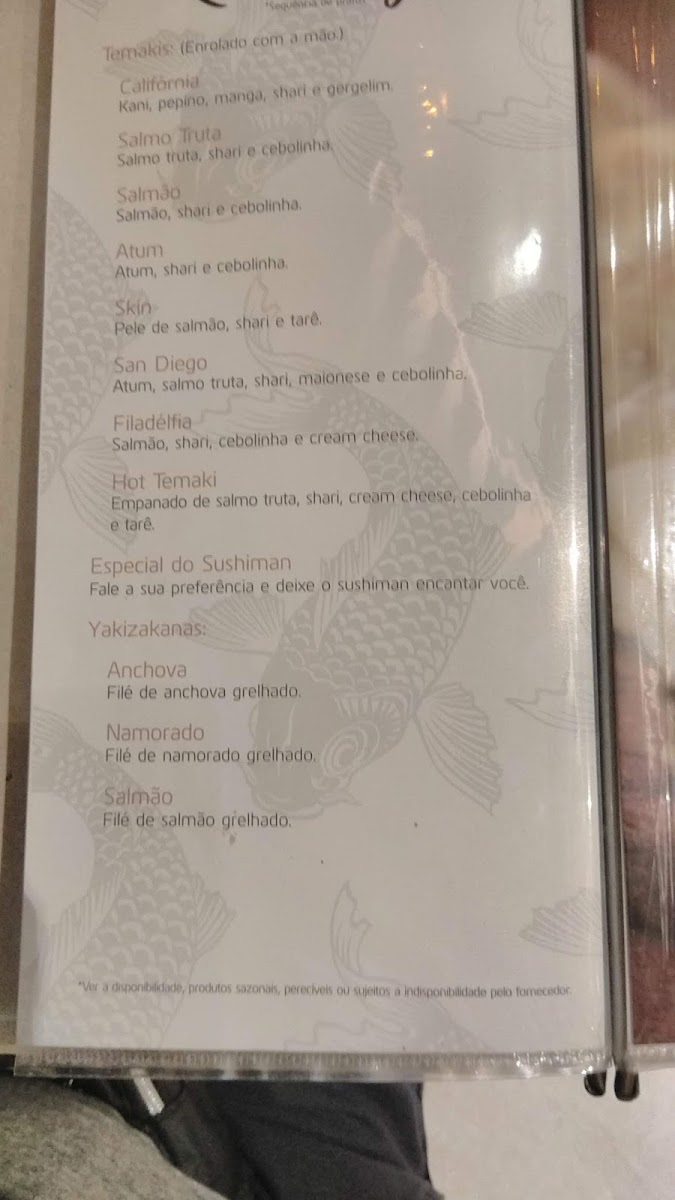 *Sequência de pratos
Temakis: (Enrolado com a mão.)
Califórnia
Kani, pepino, manga, shari e gergelim.
Salmo Truta
Salmo truta, shari e cebolinha.
Salmão
Salmão, shari e cebolinha.
Atum
Atum, shari e cebolinha.
Skin
Pele de salmão, shari e tarê.
San Diego
Atum, salmo truta, shari, maionese e cebolinha.
Filadélfia
Salmão, shari, cebolinha e cream cheese.
Hot Temaki
Empanado de salmo truta, shari, cream cheese, cebolinha
e tarê.
Especial do Sushiman
Fale a sua preferência e deixe o sushiman encantar você.
Yakizakanas:
Anchova
Filé de anchova grelhado.
Namorado
Filé de namorado grelhado.
Salmão
Filé de salmão grelhado.
*Ver a disponibilidade, produtos sazonais, perecíveis ou sujeitos a indisponibilidade pelo fornecedor.